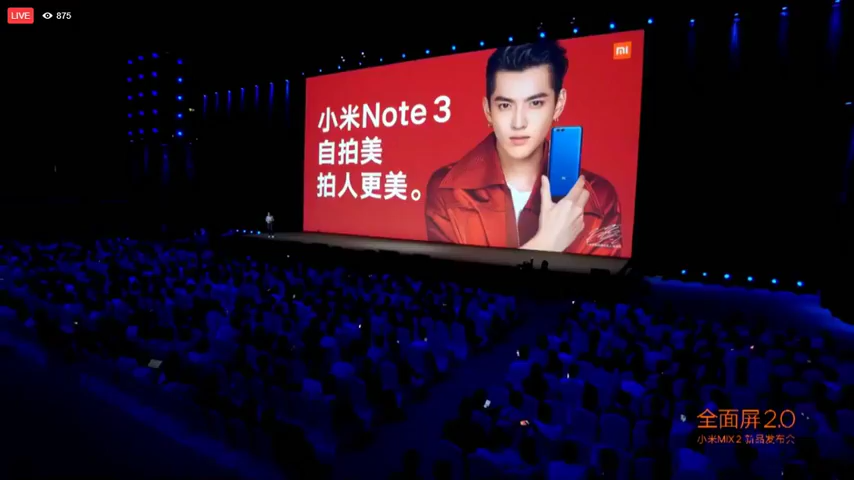 LIVE 875
小米Note 3
自拍美
拍人更美。
全面屏2.0
小米MIX 2 新品发布会